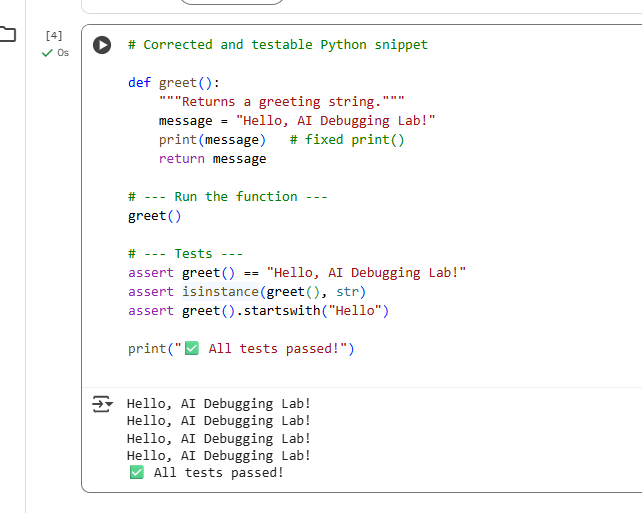 [4]
0s
# Corrected and testable Python snippet
def greet():
"""Returns a greeting string."""
message = "Hello, AI Debugging Lab!"
print(message)   # fixed print()
return message
# --- Run the function ---
greet()
# --- Tests ---
assert greet() == "Hello, AI Debugging Lab!"
assert isinstance(greet(), str)
assert greet().startswith("Hello")
print("✅ All tests passed!")
Hello, AI Debugging Lab!
Hello, AI Debugging Lab!
Hello, AI Debugging Lab!
Hello, AI Debugging Lab!
✅ All tests passed!